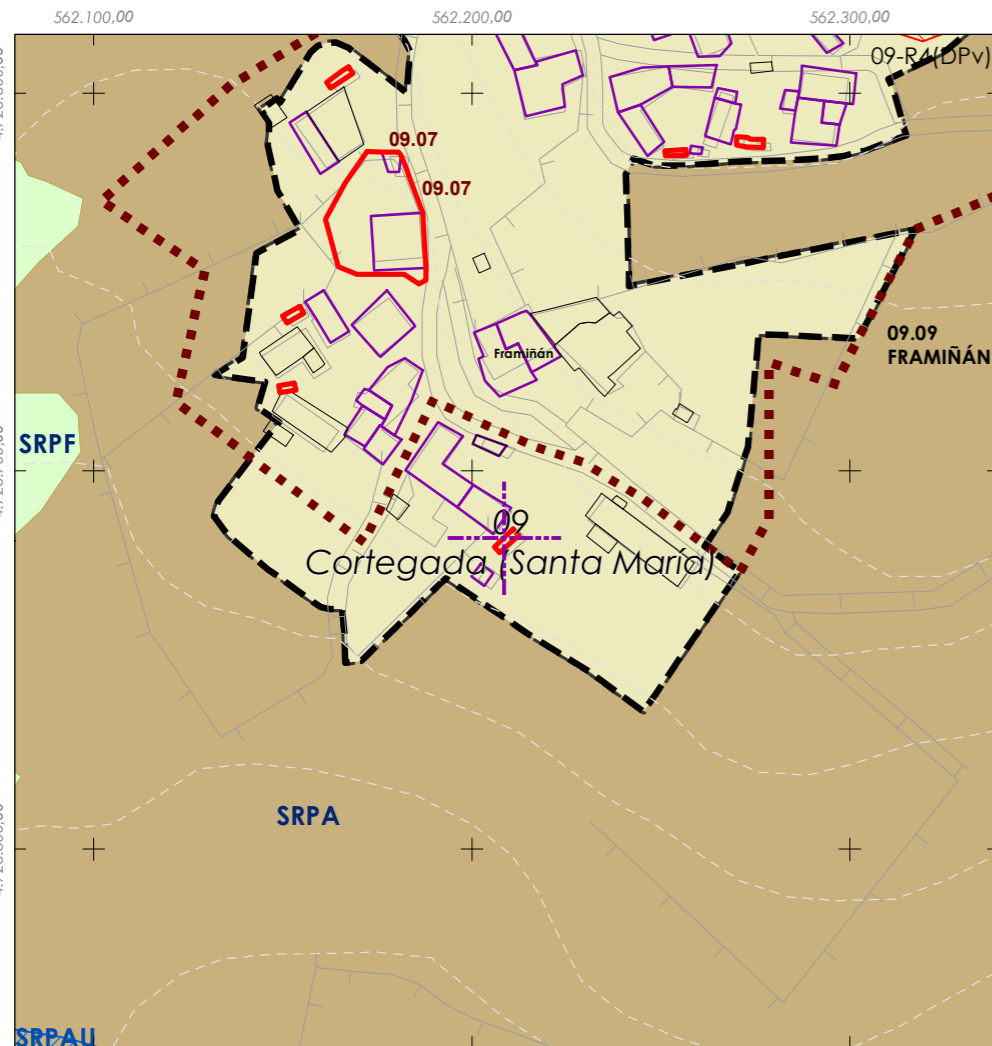 562.100,00
562.200,00
562.300,00
09-R4(DPv)
09.07
09.07
09.09
FRAMIÑÁN
Framiñán
SRPF
09
Cortegada (Santa María)
SRPA
SRPAU